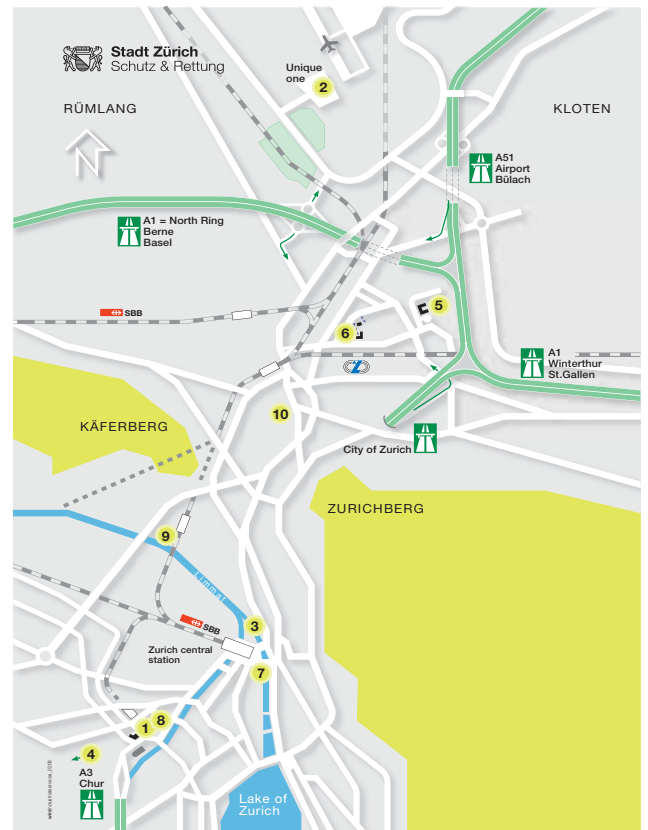 Stadt Zürich
Schutz & Rettung
Unique
one
2
RÜMLANG
KLOTEN
A51
Airport
Bülach
A1 = North Ring
Berne
Basel
5
SBB
6
A1
Winterthur
St.Gallen
10
KÄFERBERG
City of Zurich
ZURICHBERG
9
Limmat
SBB
3
Zurich central
station
7
8
1
4
A3
Chur
Lake of
Zurich